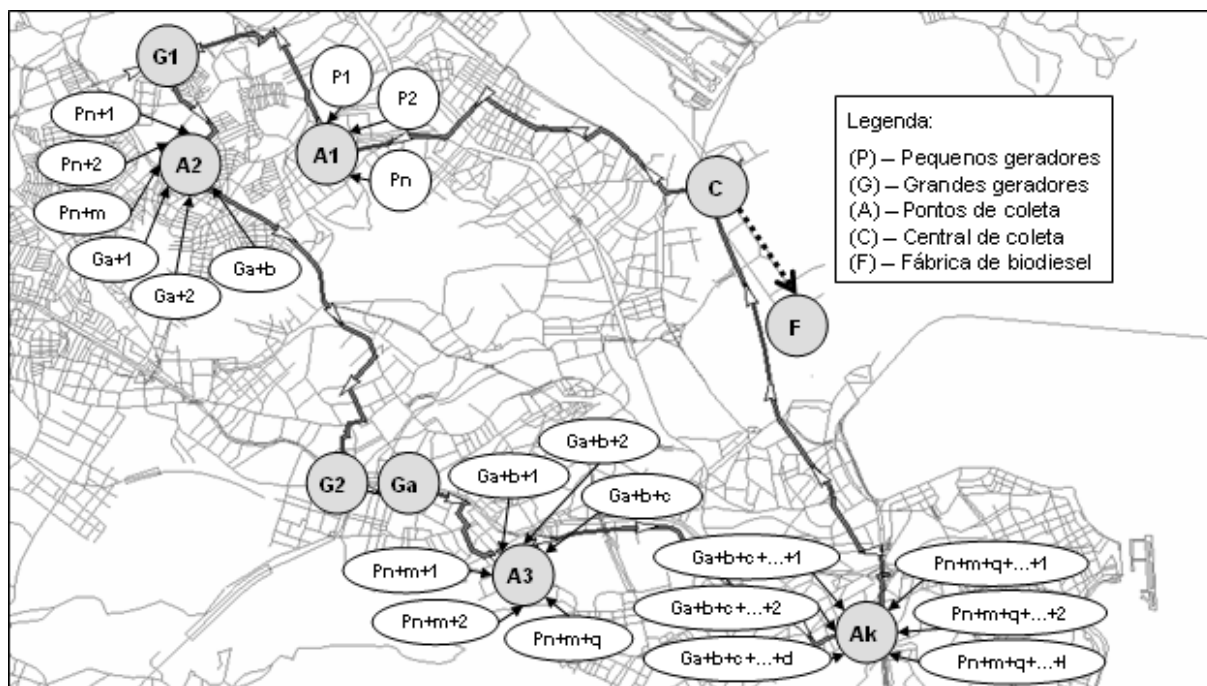 G1
P1
P2
Pn+1
A2
A1
Pn+2
Pn
C
Pn+m
Ga+1
Ga+b
Ga+2
Legenda:
(P) – Pequenos geradores
(G) – Grandes geradores
(A) – Pontos de coleta
(C) – Central de coleta
(F) – Fábrica de biodiesel
F
G2
Ga
Ga+b+1
Ga+b+2
Ga+b+c
Pn+m+1
A3
Pn+m+2
Pn+m+q
Ga+b+c+...+1
Pn+m+q+...+1
Ga+b+c+...+2
Ak
Pn+m+q+...+2
Ga+b+c+...+d
Pn+m+q+...+l